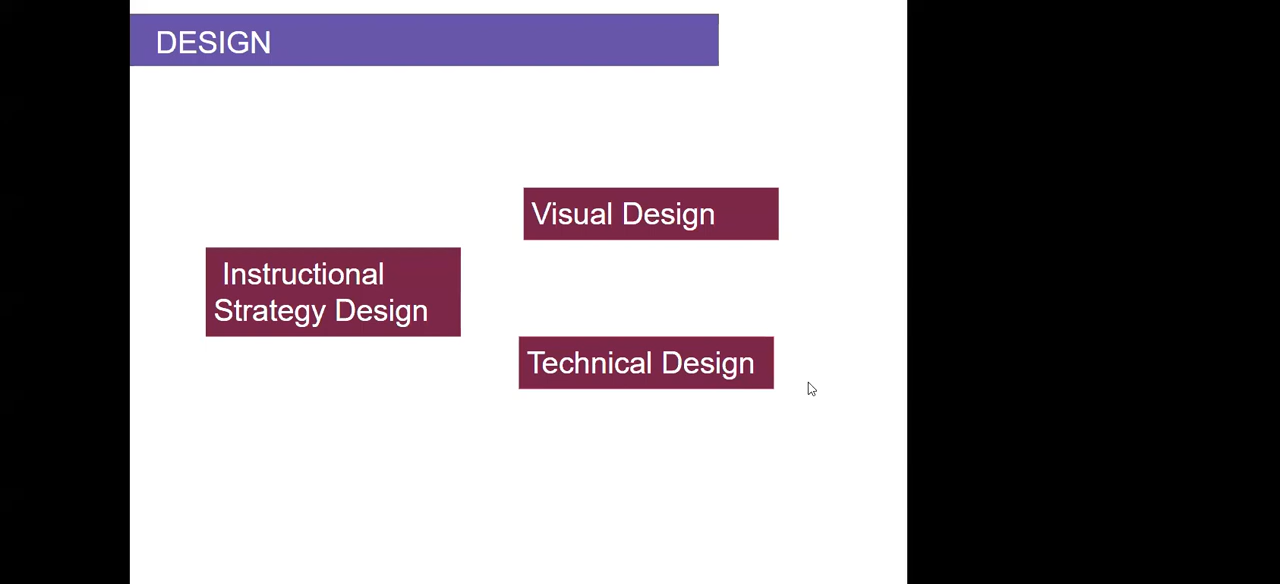 DESIGN
Visual Design
Instructional
Strategy Design
Technical Design